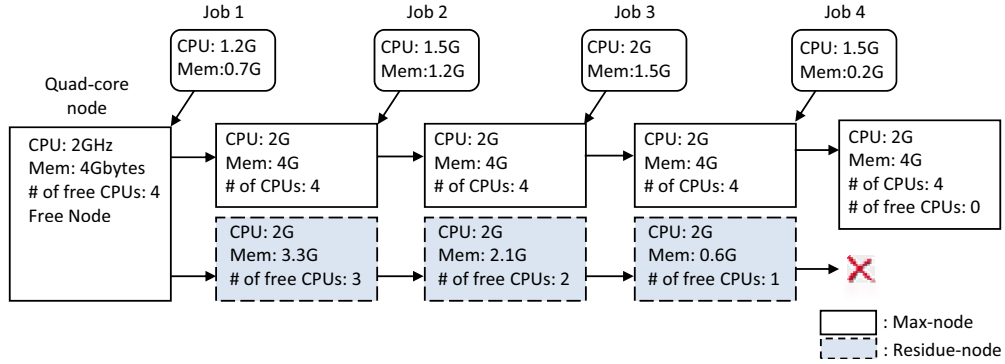 Job 1
Job 2
Job 3
Job 4
CPU: 1.2G
Mem:0.7G
CPU: 1.5G
Mem:1.2G
CPU: 2G
Mem:1.5G
CPU: 1.5G
Mem:0.2G
Quad-core
node
CPU: 2GHz
Mem: 4Gbytes
# of free CPUs: 4
Free Node
CPU: 2G
Mem: 4G
# of CPUs: 4
CPU: 2G
Mem: 4G
# of CPUs: 4
CPU: 2G
Mem: 4G
# of CPUs: 4
CPU: 2G
Mem: 4G
# of CPUs: 4
# of free CPUs: 0
CPU: 2G
Mem: 3.3G
# of free CPUs: 3
CPU: 2G
Mem: 2.1G
# of free CPUs: 2
CPU: 2G
Mem: 0.6G
# of free CPUs: 1
: Max-node
: Residue-node